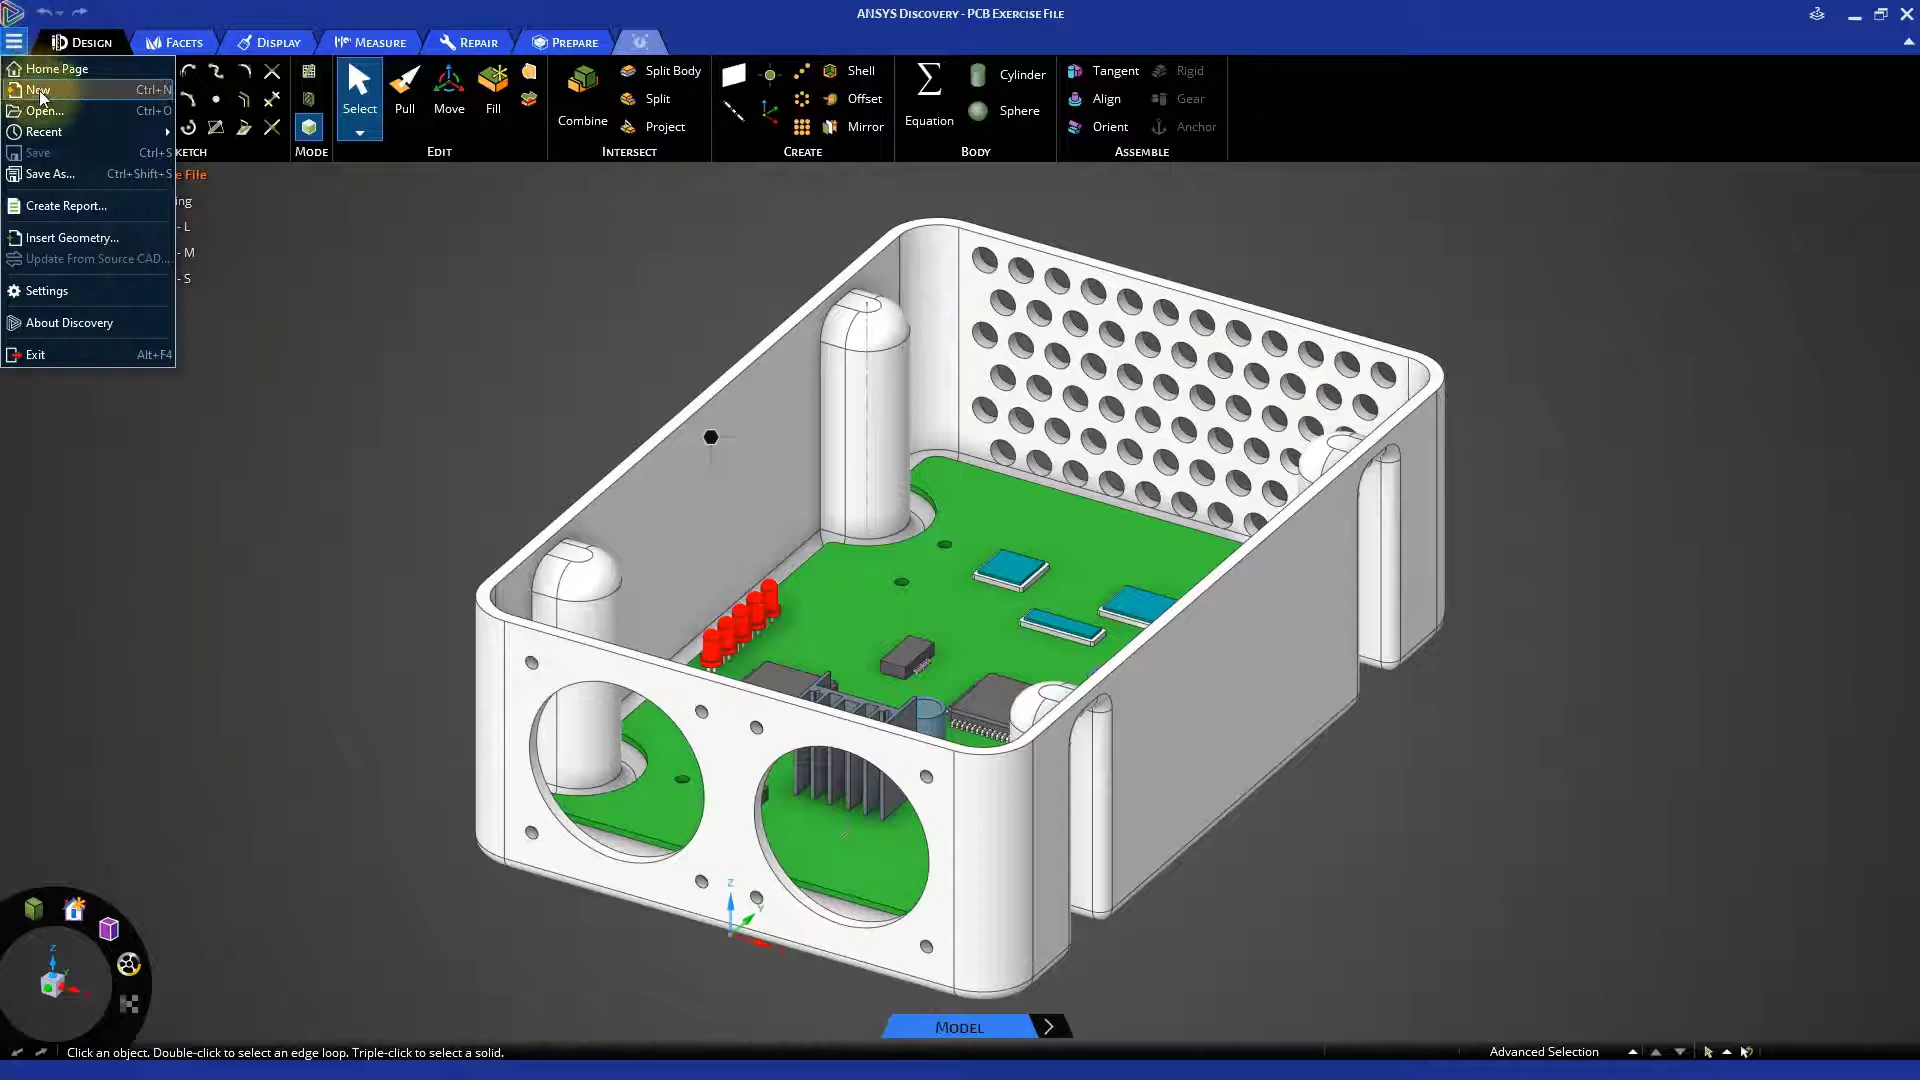 ANSYS Discovery - PCB Exercise File
Design
Facets
Display
Measure
Repair
Prepare
Home Page
New Ctrl+N
Open... Ctrl+O
Recent
Save Ctrl+S
Save As... Ctrl+Shift+S
Create Report...
Insert Geometry...
Update From Source CAD...
Settings
About Discovery
Exit Alt+F4
ketch
Mode
Select
Pull
Move
Fill
Edit
Combine
Split Body
Split
Project
Intersect
Shell
Offset
Mirror
Create
Equation
Cylinder
Sphere
Body
Tangent
Align
Orient
Rigid
Gear
Anchor
Assemble
e File
ing
- L
- M
- S
Z
Y
Z
Y
Model
Click an object. Double-click to select an edge loop. Triple-click to select a solid.
Advanced Selection